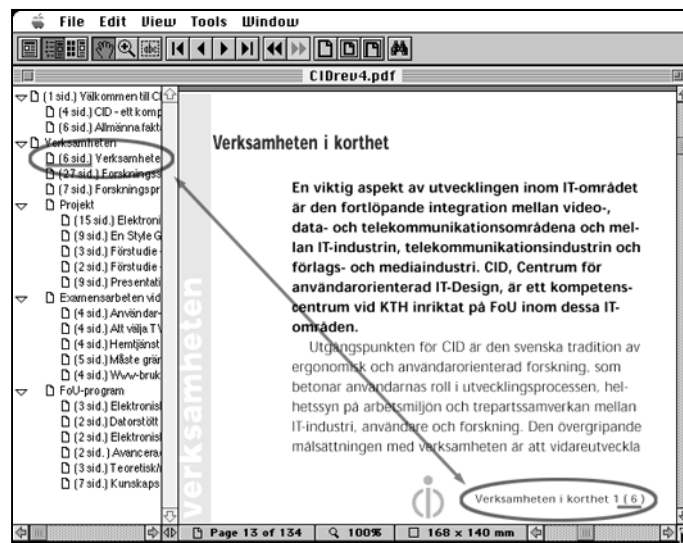 File Edit View Tools Window
abc
CIDrev4.pdf
(1 sid.) Välkommen till CI
(4 sid.) CID - ett komp
(6 sid.) Allmänna fakt
Verksamheten
(6 sid.) Verksamhete
(27 sid.) Forskningss
(7 sid.) Forskningspr
Projekt
(15 sid.) Elektroni
(9 sid.) En Style G
(3 sid.) Förstudie -
(2 sid.) Förstudie -
(9 sid.) Presentati
Examensarbeten vid
(4 sid.) Användar-
(4 sid.) Att välja TV
(4 sid.) Hemtjänst
(5 sid.) Måste grän
(4 sid.) Www-bruk
FoU-program
(3 sid.) Elektronisl
(2 sid.) Datorstött
(2 sid.) Elektronisl
(2 sid.) Avancera
(3 sid.) Teoretisk/
(7 sid.) Kunskaps
verksamheten
Verksamheten i korthet
En viktig aspekt av utvecklingen inom IT-området
är den fortlöpande integration mellan video-,
data- och telekommunikationsområdena och mel-
lan IT-industrin, telekommunikationsindustrin och
förlags- och mediaindustri. CID, Centrum för
användarorienterad IT-Design, är ett kompetens-
centrum vid KTH inriktat på FoU inom dessa IT-
områden.
Utgångspunkten för CID är den svenska tradition av
ergonomisk och användarorienterad forskning, som
betonar användarnas roll i utvecklingsprocessen, hel-
hetssyn på arbetsmiljön och trepartssamverkan mellan
IT-industri, användare och forskning. Den övergripande
målsättningen med verksamheten är att vidareutveckla
Verksamheten i korthet 1 ( 6 )
Page 13 of 134 100% 168 x 140 mm